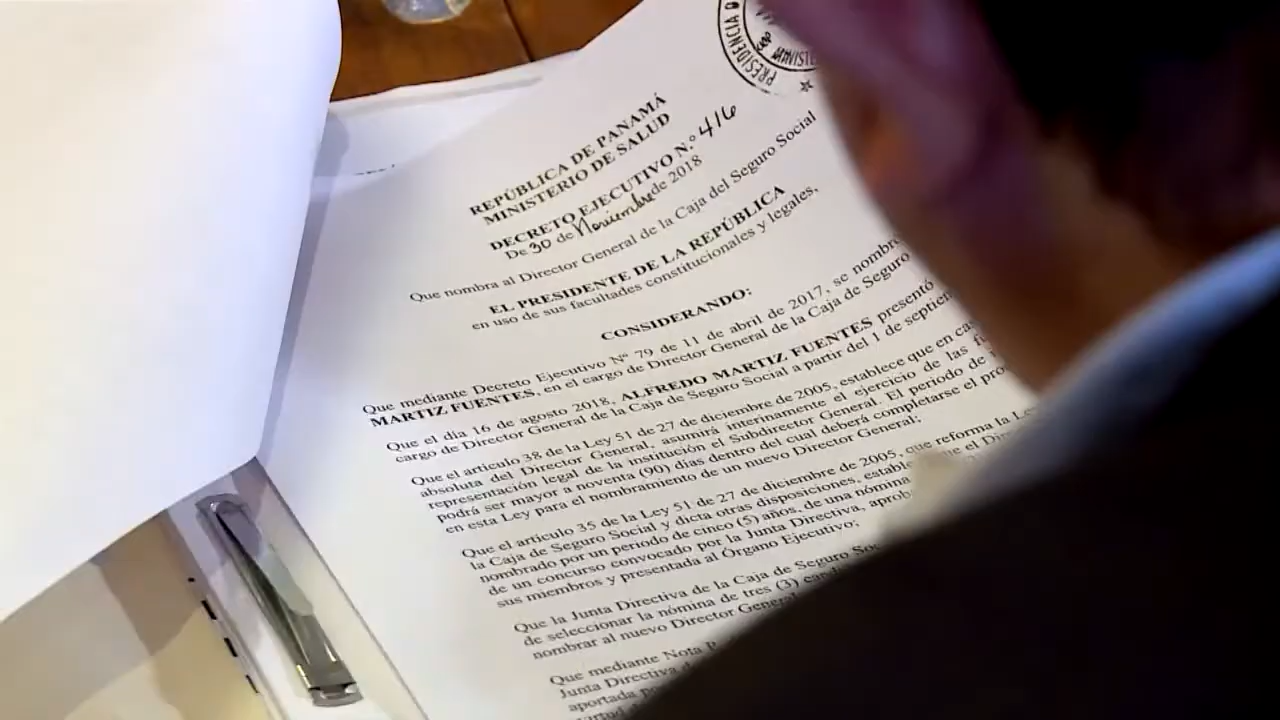 PRESIDENCIA D
REPÚBLICA DE PANAMÁ
MINISTERIO DE SALUD
DECRETO EJECUTIVO N.° 416
De 30 de Noviembre de 2018
Que nombra al Director General de la Caja del Seguro Social
EL PRESIDENTE DE LA REPÚBLICA
en uso de sus facultades constitucionales y legales,
CONSIDERANDO:
Que mediante Decreto Ejecutivo N° 79 de 11 de abril de 2017, se nombr
MARTIZ FUENTES, en el cargo de Director General de la Caja de Seguro
Que el día 16 de agosto 2018, ALFREDO MARTIZ FUENTES presentó
cargo de Director General de la Caja de Seguro Social a partir del 1 de septiem
Que el artículo 38 de la Ley 51 de 27 de diciembre de 2005, establece que en cas
absoluta del Director General, asumirá interinamente el ejercicio de las f
representación legal de la institución el Subdirector General. El periodo de i
podrá ser mayor a noventa (90) días dentro del cual deberá completarse el pro
en esta Ley para el nombramiento de un nuevo Director General;
Que el artículo 35 de la Ley 51 de 27 de diciembre de 2005, que reforma la Le
la Caja de Seguro Social y dicta otras disposiciones, estable que el Dir
nombrado por un periodo de cinco (5) años, de una nómina
de un concurso convocado por la Junta Directiva, aprob
sus miembros y presentada al Órgano Ejecutivo;
Que la Junta Directiva de la Caja de Seguro Soc
de seleccionar la nómina de tres (3) cand
nombrar al nuevo Director General
Que mediante Nota P
Junta Directiva d
aportada po